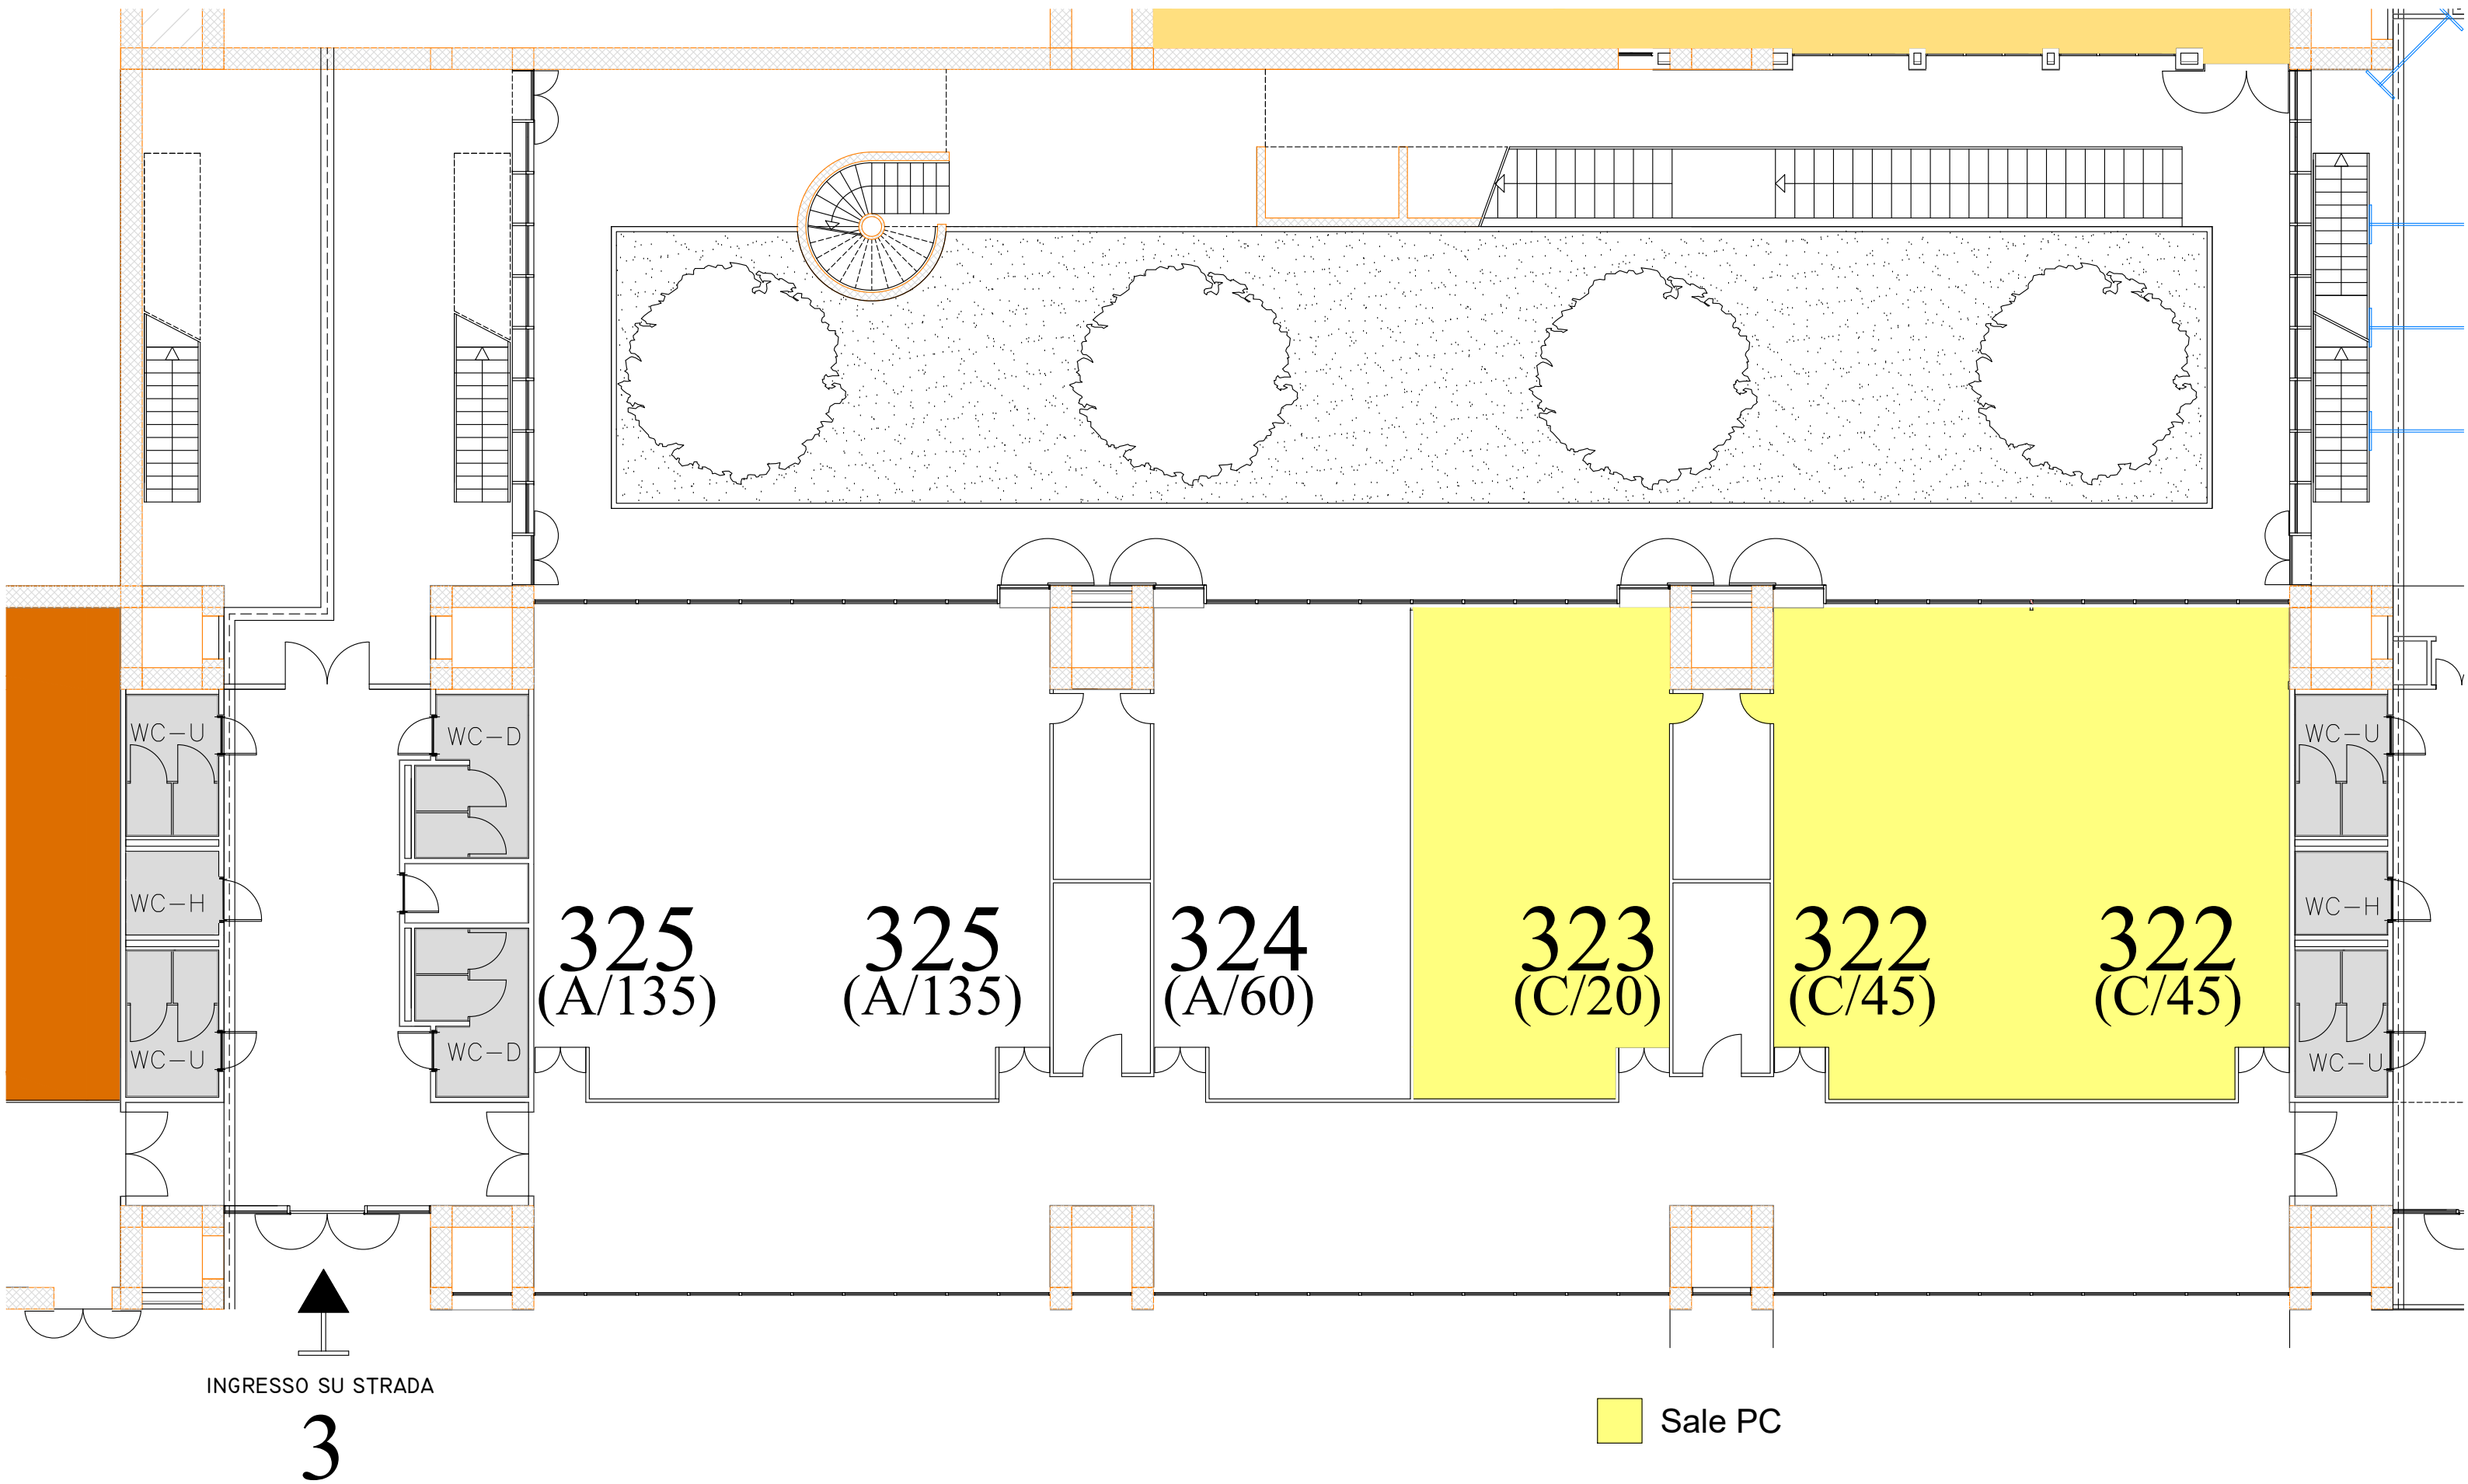 WC-U
WC-D
WC-U
WC-H
WC-H
325
(A/135)
325
(A/135)
324
(A/60)
323
(C/20)
322
(C/45)
322
(C/45)
WC-U
WC-D
WC-U
INGRESSO SU STRADA
3
Sale PC